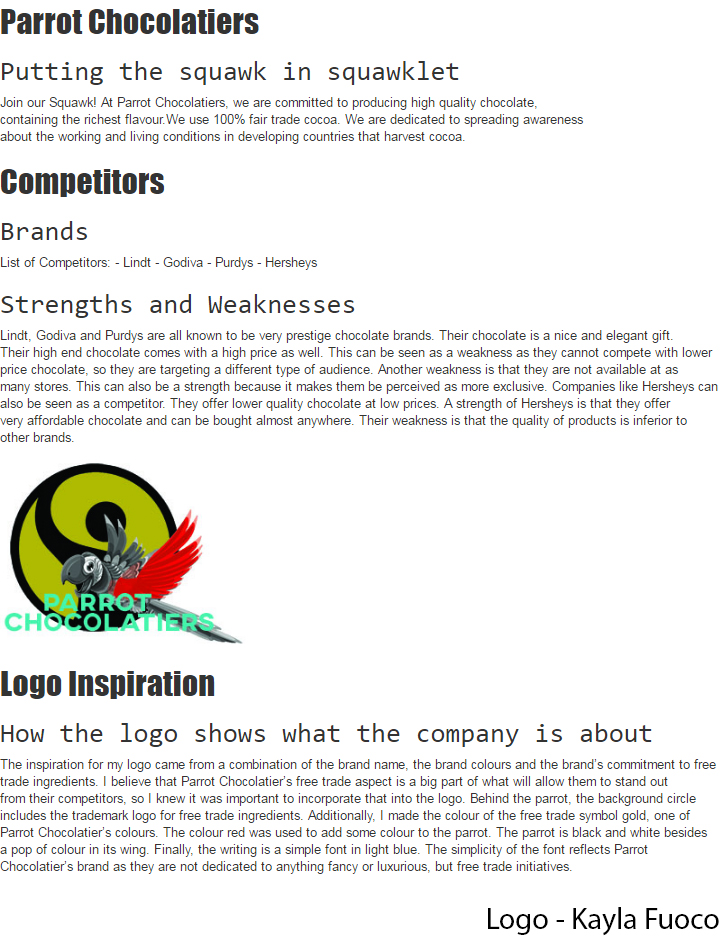 Parrot Chocolatiers
Putting the squawk in squawklet
Join our Squawk! At Parrot Chocolatiers, we are committed to producing high quality chocolate,
containing the richest flavour.We use 100% fair trade cocoa. We are dedicated to spreading awareness
about the working and living conditions in developing countries that harvest cocoa.
Competitors
Brands
List of Competitors: - Lindt - Godiva - Purdys - Hersheys
Strengths and Weaknesses
Lindt, Godiva and Purdys are all known to be very prestige chocolate brands. Their chocolate is a nice and elegant gift.
Their high end chocolate comes with a high price as well. This can be seen as a weakness as they cannot compete with lower
price chocolate, so they are targeting a different type of audience. Another weakness is that they are not available at as
many stores. This can also be a strength because it makes them be perceived as more exclusive. Companies like Hersheys can
also be seen as a competitor. They offer lower quality chocolate at low prices. A strength of Hersheys is that they offer
very affordable chocolate and can be bought almost anywhere. Their weakness is that the quality of products is inferior to
other brands.
PARROT
CHOCOLATIERS
Logo Inspiration
How the logo shows what the company is about
The inspiration for my logo came from a combination of the brand name, the brand colours and the brand's commitment to free
trade ingredients. I believe that Parrot Chocolatier's free trade aspect is a big part of what will allow them to stand out
from their competitors, so I knew it was important to incorporate that into the logo. Behind the parrot, the background circle
includes the trademark logo for free trade ingredients. Additionally, I made the colour of the free trade symbol gold, one of
Parrot Chocolatier's colours. The colour red was used to add some colour to the parrot. The parrot is black and white besides
a pop of colour in its wing. Finally, the writing is a simple font in light blue. The simplicity of the font reflects Parrot
Chocolatier's brand as they are not dedicated to anything fancy or luxurious, but free trade initiatives.
Logo - Kayla Fuoco